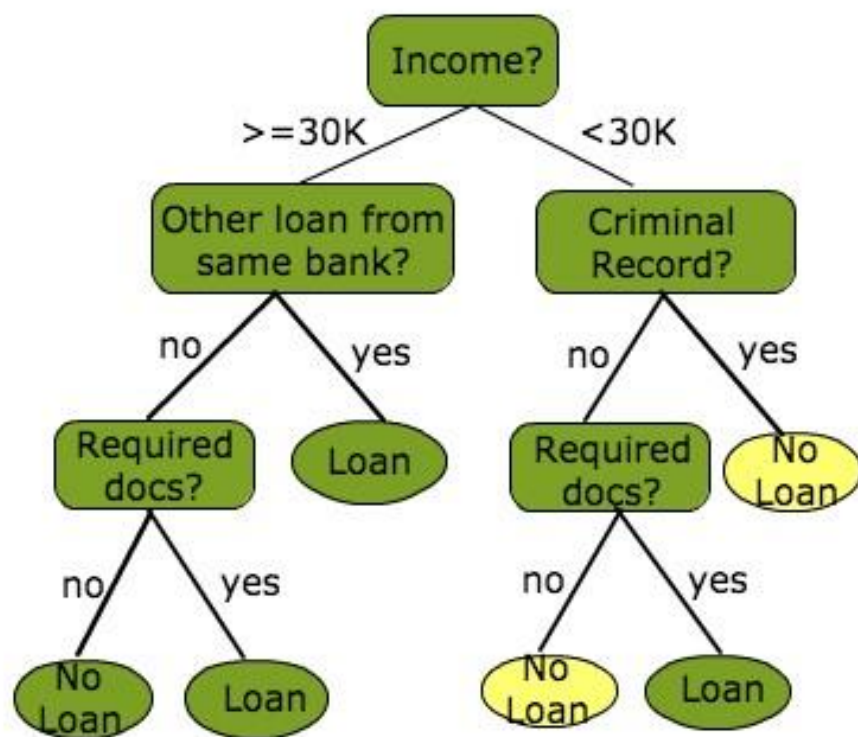 Income?
>=30K
<30K
Other loan from
same bank?
Criminal
Record?
no
yes
no
yes
Required
docs?
Loan
Required
docs?
No
Loan
no
yes
no
yes
No
Loan
Loan
No
Loan
Loan